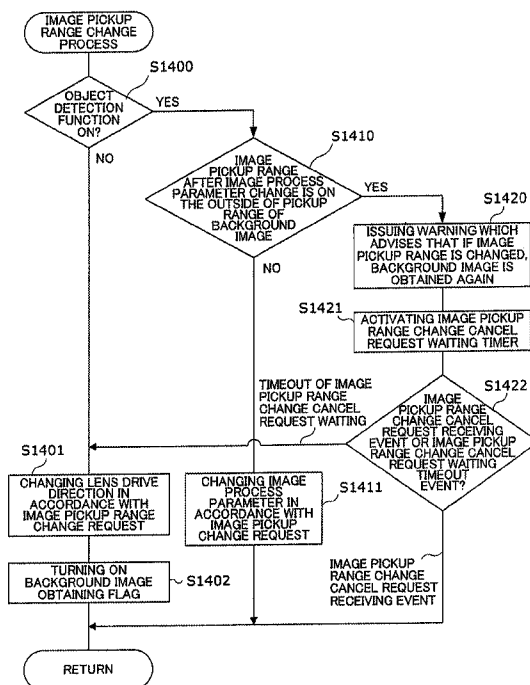 IMAGE PICKUP
RANGE CHANGE
PROCESS
S1400
OBJECT
DETECTION
FUNCTION
ON?
YES
NO
S1410
IMAGE
PICKUP RANGE
AFTER IMAGE PROCESS
PARAMETER CHANGE IS ON
THE OUTSIDE OF PICKUP
RANGE OF
BACKGROUND
IMAGE
YES
NO
S1420
ISSUING WARNING WHICH
ADVISES THAT IF IMAGE
PICKUP RANGE IS CHANGED,
BACKGROUND IMAGE IS
OBTAINED AGAIN
S1421
ACTIVATING IMAGE PICKUP
RANGE CHANGE CANCEL
REQUEST WAITING TIMER
S1422
IMAGE
PICKUP RANGE
CHANGE CANCEL
REQUEST RECEIVING
EVENT OR IMAGE PICKUP
RANGE CHANGE CANCEL
REQUEST WAITING
TIMEOUT
EVENT?
TIMEOUT OF IMAGE
PICKUP RANGE
CHANGE CANCEL
REQUEST WAITING
S1401
CHANGING LENS DRIVE
DIRECTION IN
ACCORDANCE WITH
IMAGE PICKUP RANGE
CHANGE REQUEST
CHANGING IMAGE
PROCESS
PARAMETER IN
ACCORDANCE WITH
IMAGE PICKUP
CHANGE REQUEST
S1411
TURNING ON
BACKGROUND IMAGE
OBTAINING FLAG
S1402
IMAGE PICKUP
RANGE CHANGE
CANCEL REQUEST
RECEIVING EVENT
RETURN